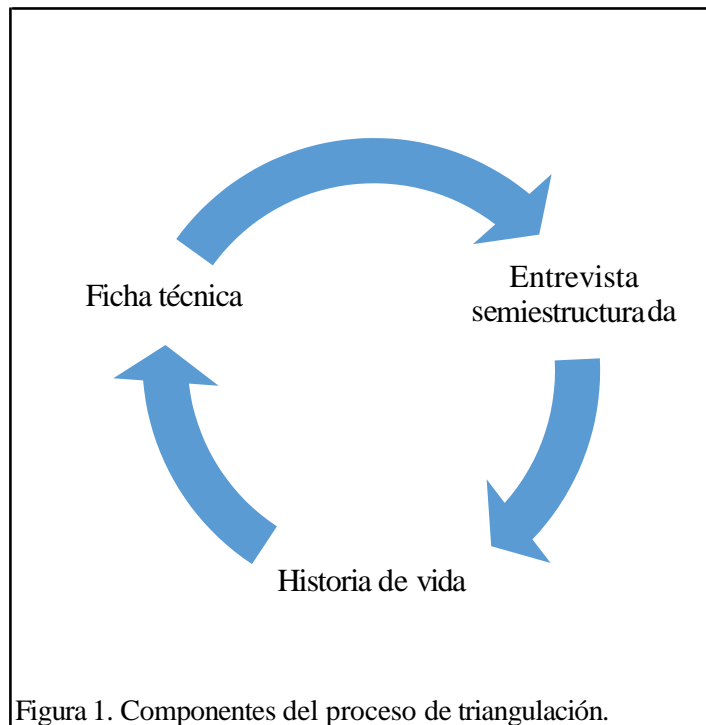 Ficha técnica
Entrevista
semiestructurada
Historia de vida
Figura 1. Componentes del proceso de triangulación.